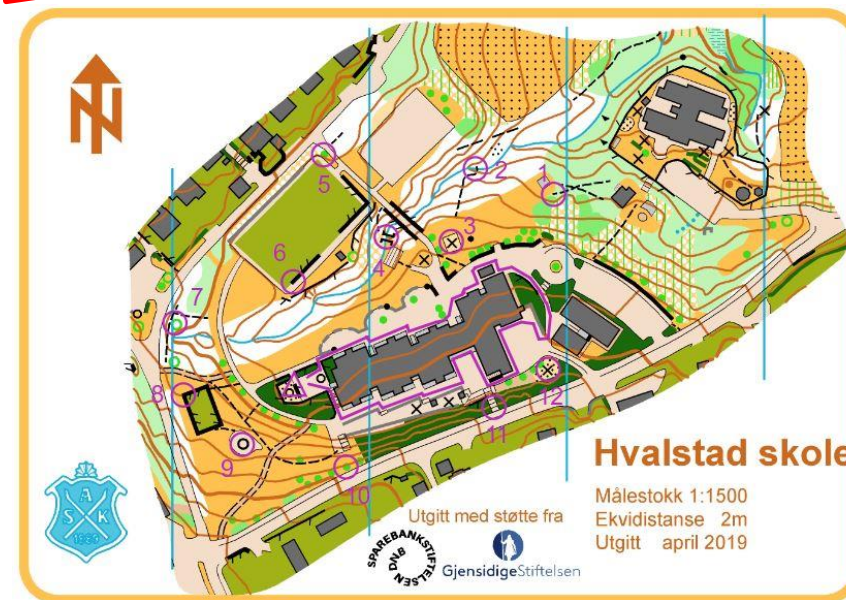 N
1
2
3
4
5
6
7
8
9
10
11
12
Hvalstad skole
Målestokk 1:1500
Ekvidistanse 2m
Utgitt april 2019
Utgitt med støtte fra
SPAREBANKSTIFTELSEN DNB
GjensidigeStiftelsen
A
S K